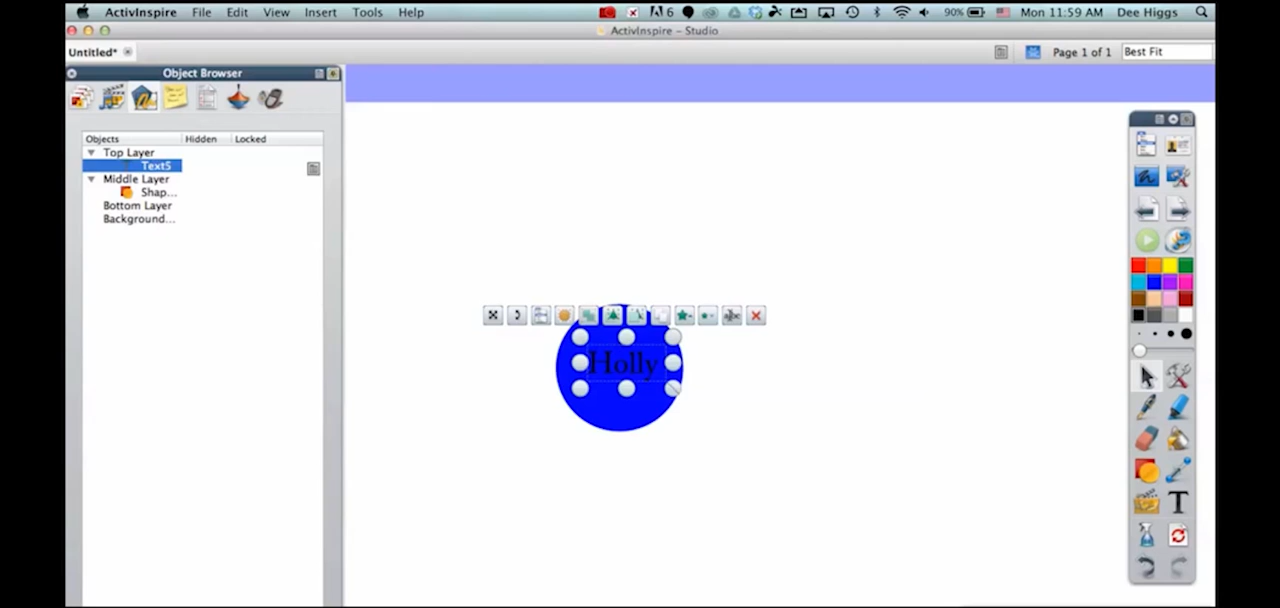 ActivInspire File Edit View Insert Tools Help 6 90% Mon 11:59 AM Dee Higgs
ActivInspire – Studio
Untitled* Page 1 of 1 Best Fit
Object Browser
Objects Hidden Locked
Top Layer
Text5
Middle Layer
Shap...
Bottom Layer
Background...
Holly
T